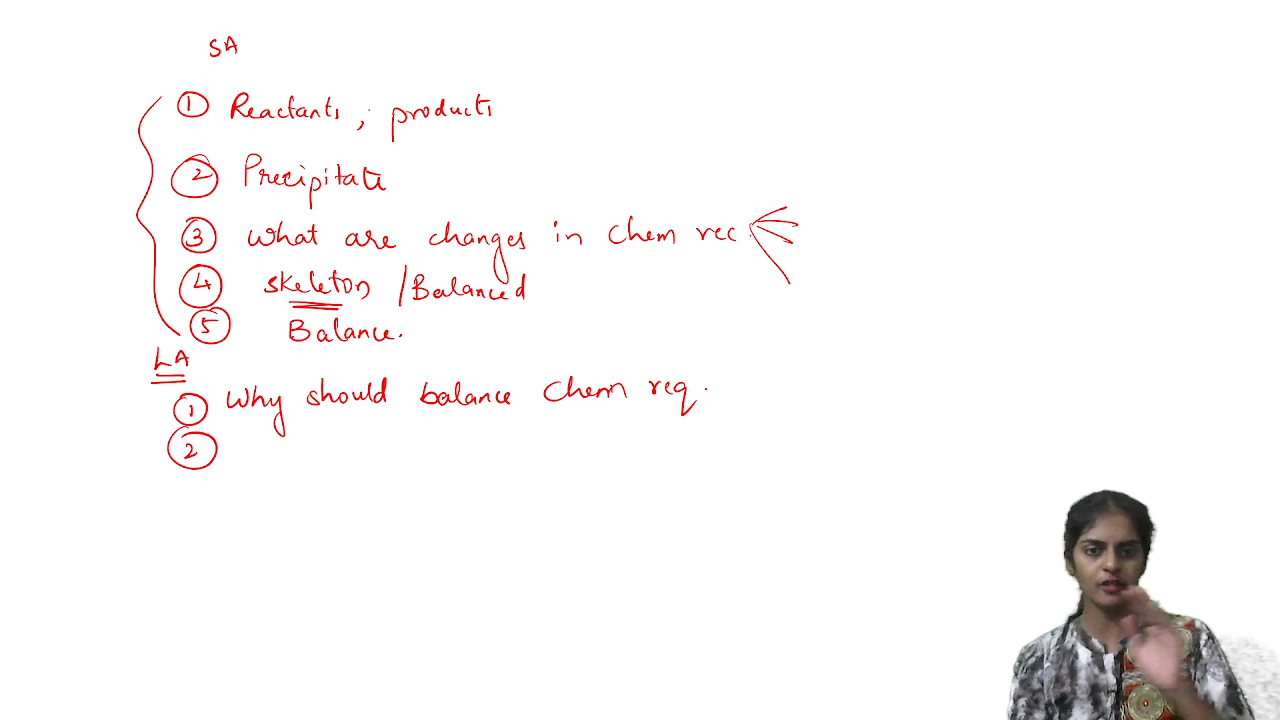 SA
① Reactants, products
② Precipitate
③ What are changes in chem rec
④ skeleton / Balanced
⑤ Balance.
LA
① Why should balance chem req.
②